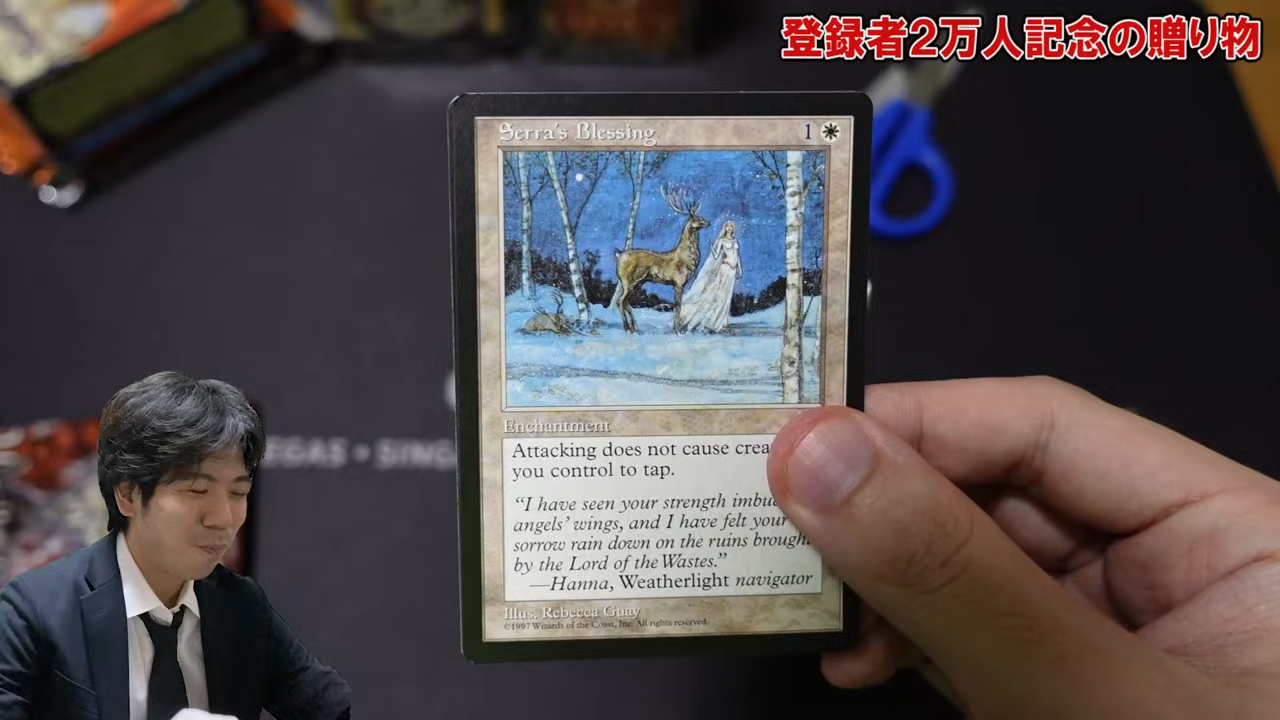 登録者2万人記念の贈り物
Serra's Blessing 1
Enchantment
Attacking does not cause
you control to tap.
“I have seen your strength
angels’ wings, and I have felt your
sorrow rain down on the ruins
by the Lord of the Wastes.”
—Hanna, Weatherlight navigator
Illus. Rebecca Guay
©1997 Wizards of the Coast, Inc. All rights reserved.
EGAS • SING